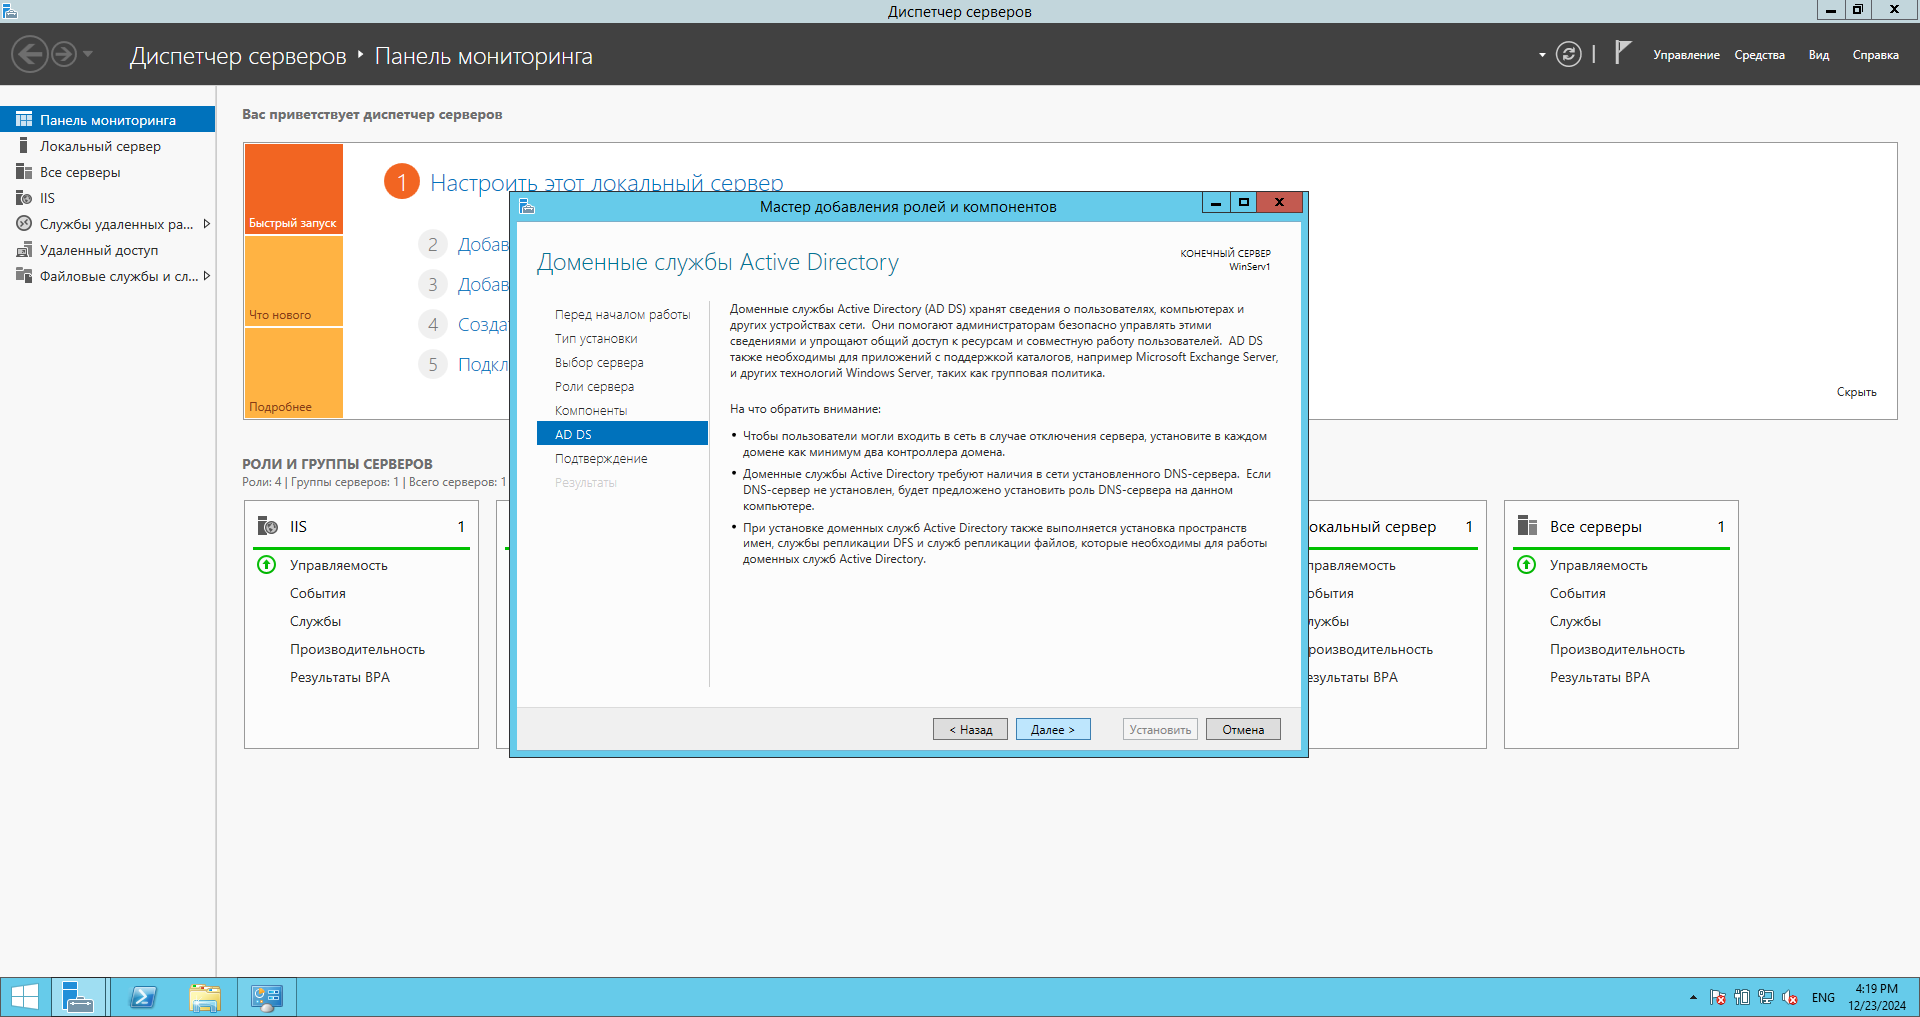 Диспетчер серверов
Диспетчер серверов ‣ Панель мониторинга
Управление Средства Вид Справка
Панель мониторинга
Локальный сервер
Все серверы
IIS
Службы удаленных ра...
Удаленный доступ
Файловые службы и сл...
Вас приветствует диспетчер серверов
Быстрый запуск
Что нового
Подробнее
1 Настроить этот локальный сервер
2 Добав
3 Добав
4 Созда
5 Подкл
Скрыть
РОЛИ И ГРУППЫ СЕРВЕРОВ
Роли: 4 | Группы серверов: 1 | Всего серверов: 1
IIS 1
Управляемость
События
Службы
Производительность
Результаты BPA
Мастер добавления ролей и компонентов
Доменные службы Active Directory
КОНЕЧНЫЙ СЕРВЕР
WinServ1
Перед началом работы
Тип установки
Выбор сервера
Роли сервера
Компоненты
AD DS
Подтверждение
Результаты
Доменные службы Active Directory (AD DS) хранят сведения о пользователях, компьютерах и
других устройствах сети. Они помогают администраторам безопасно управлять этими
сведениями и упрощают общий доступ к ресурсам и совместную работу пользователей. AD DS
также необходимы для приложений с поддержкой каталогов, например Microsoft Exchange Server,
и других технологий Windows Server, таких как групповая политика.
На что обратить внимание:
• Чтобы пользователи могли входить в сеть в случае отключения сервера, установите в каждом
домене как минимум два контроллера домена.
• Доменные службы Active Directory требуют наличия в сети установленного DNS-сервера. Если
DNS-сервер не установлен, будет предложено установить роль DNS-сервера на данном
компьютере.
• При установке доменных служб Active Directory также выполняется установка пространств
имен, службы репликации DFS и служб репликации файлов, которые необходимы для работы
доменных служб Active Directory.
< Назад Далее > Установить Отмена
окальный сервер 1
правляемость
обытия
лужбы
роизводительность
езультаты BPA
Все серверы 1
Управляемость
События
Службы
Производительность
Результаты BPA
ENG
4:19 PM
12/23/2024